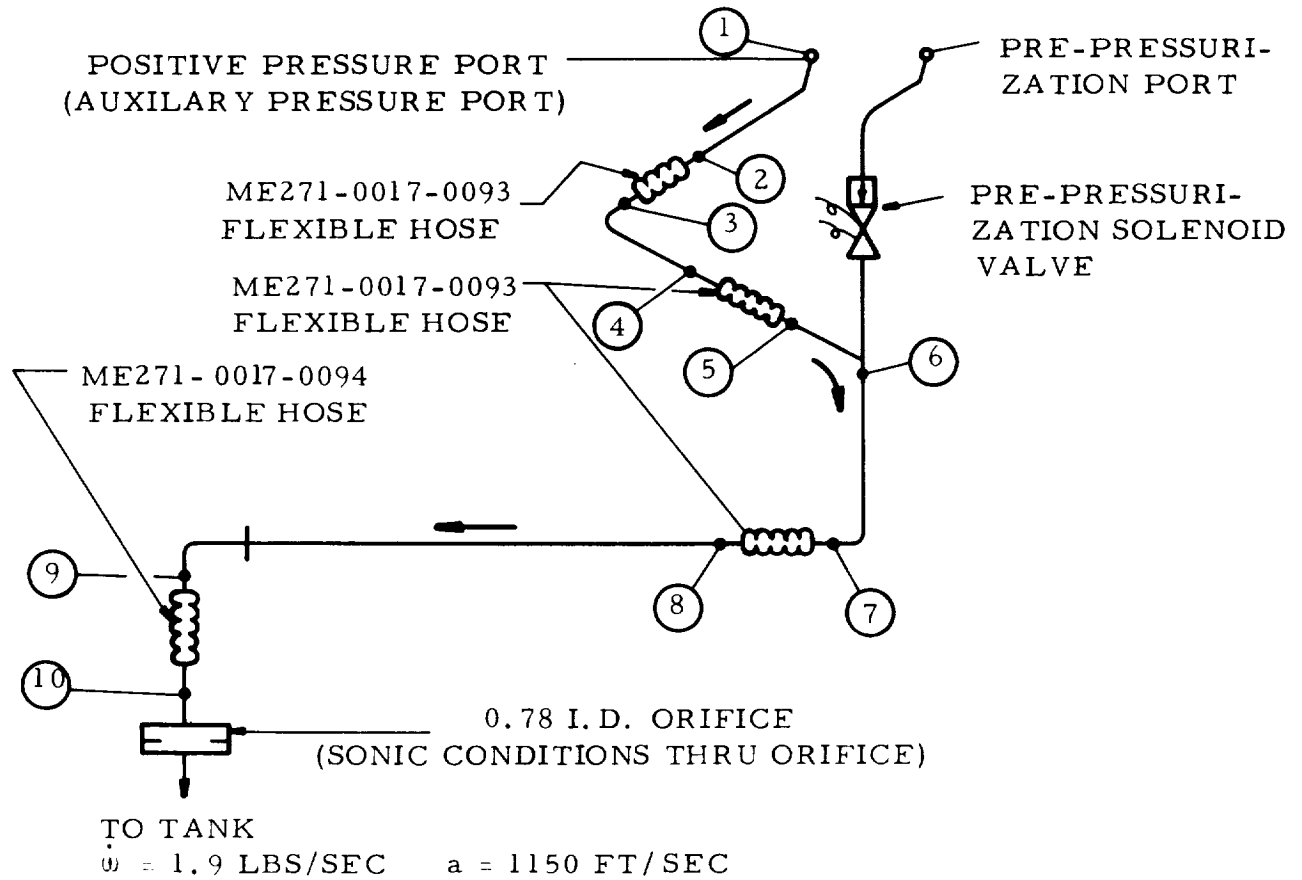 1
POSITIVE PRESSURE PORT
(AUXILARY PRESSURE PORT)
PRE-PRESSURI-
ZATION PORT
2
ME271-0017-0093
FLEXIBLE HOSE
3
PRE-PRESSURI-
ZATION SOLENOID
VALVE
ME271-0017-0093
FLEXIBLE HOSE
4
5
6
ME271-0017-0094
FLEXIBLE HOSE
9
8
7
10
0.78 I.D. ORIFICE
(SONIC CONDITIONS THRU ORIFICE)
TO TANK
ω̇ = 1.9 LBS/SEC a = 1150 FT/SEC